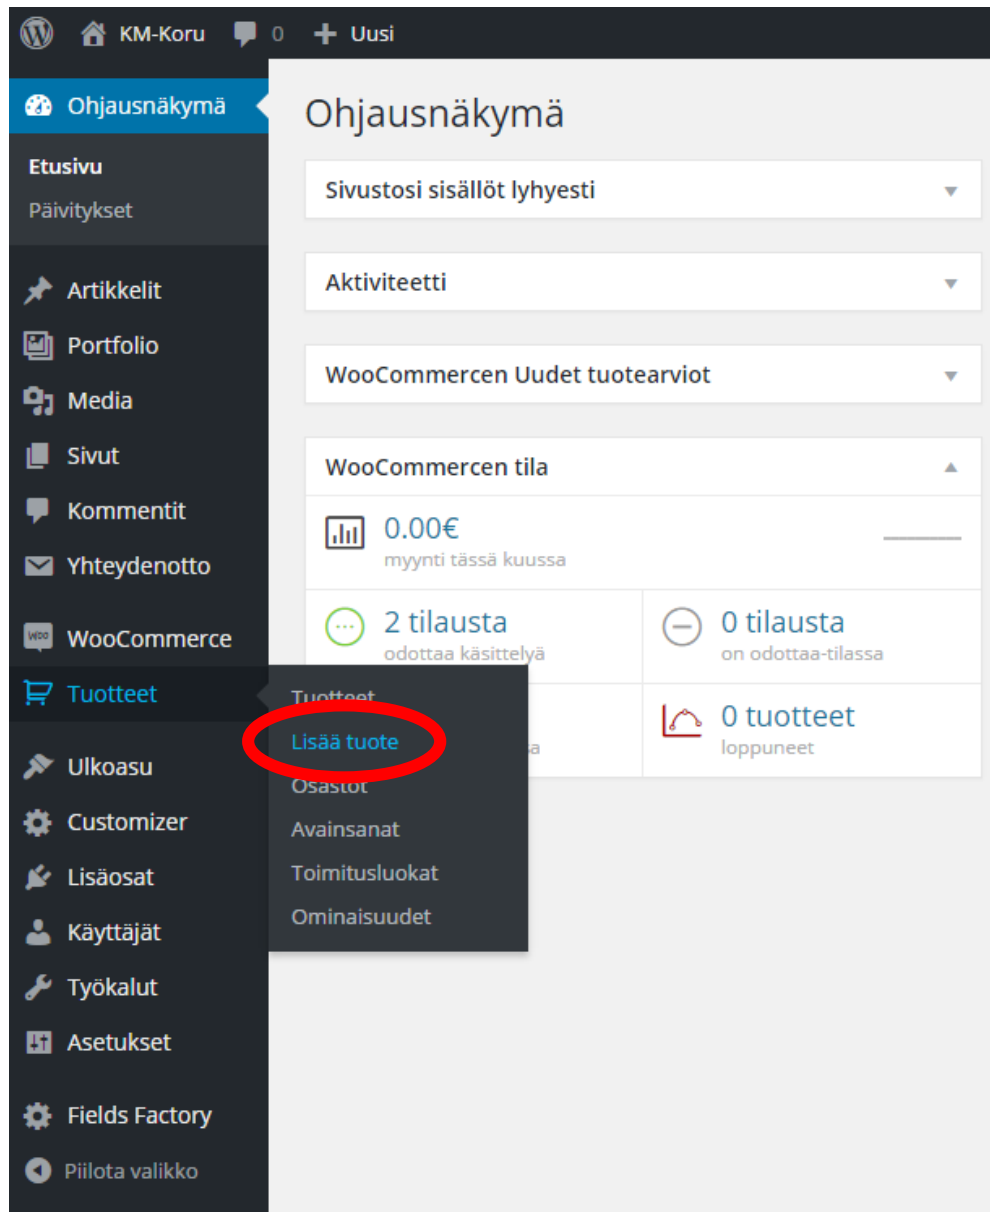 KM-Koru 0 Uusi
Ohjausnäkymä
Etusivu
Päivitykset
Artikkelit
Portfolio
Media
Sivut
Kommentit
Yhteydenotto
WOO WooCommerce
Tuotteet
Ulkoasu
Customizer
Lisäosat
Käyttäjät
Työkalut
Asetukset
Fields Factory
Piilota valikko
Tuotteet
Lisää tuote
Osastot
Avainsanat
Toimitusluokat
Ominaisuudet
Ohjausnäkymä
Sivustosi sisällöt lyhyesti
Aktiviteetti
WooCommercen Uudet tuotearviot
WooCommercen tila
0.00€
myynti tässä kuussa
2 tilausta
odottaa käsittelyä
0 tilausta
on odottaa-tilassa
0 tuotteet
loppuneet